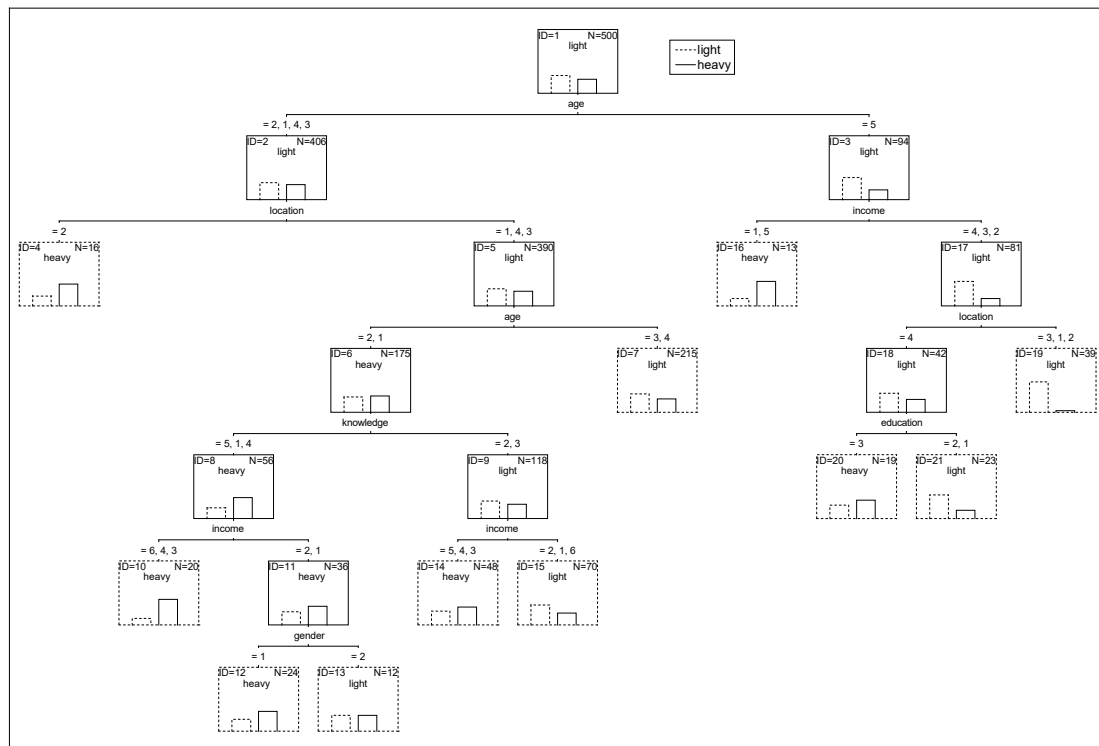 ID=1 N=500
light
light
heavy
age
= 2, 1, 4, 3
= 5
ID=2 N=406
light
ID=3 N=94
light
location
income
= 2
= 1, 4, 3
= 1, 5
= 4, 3, 2
ID=4 N=16
heavy
ID=5 N=390
light
ID=16 N=13
heavy
ID=17 N=81
light
age
location
= 2, 1
= 3, 4
= 4
= 3, 1, 2
ID=6 N=175
heavy
ID=7 N=215
light
ID=18 N=42
light
ID=19 N=39
light
knowledge
education
= 5, 1, 4
= 2, 3
= 3
= 2, 1
ID=8 N=56
heavy
ID=9 N=118
light
ID=20 N=19
heavy
ID=21 N=23
light
income
income
= 6, 4, 3
= 2, 1
= 5, 4, 3
= 2, 1, 6
ID=10 N=20
heavy
ID=11 N=36
heavy
ID=14 N=48
heavy
ID=15 N=70
light
gender
= 1
= 2
ID=12 N=24
heavy
ID=13 N=12
light